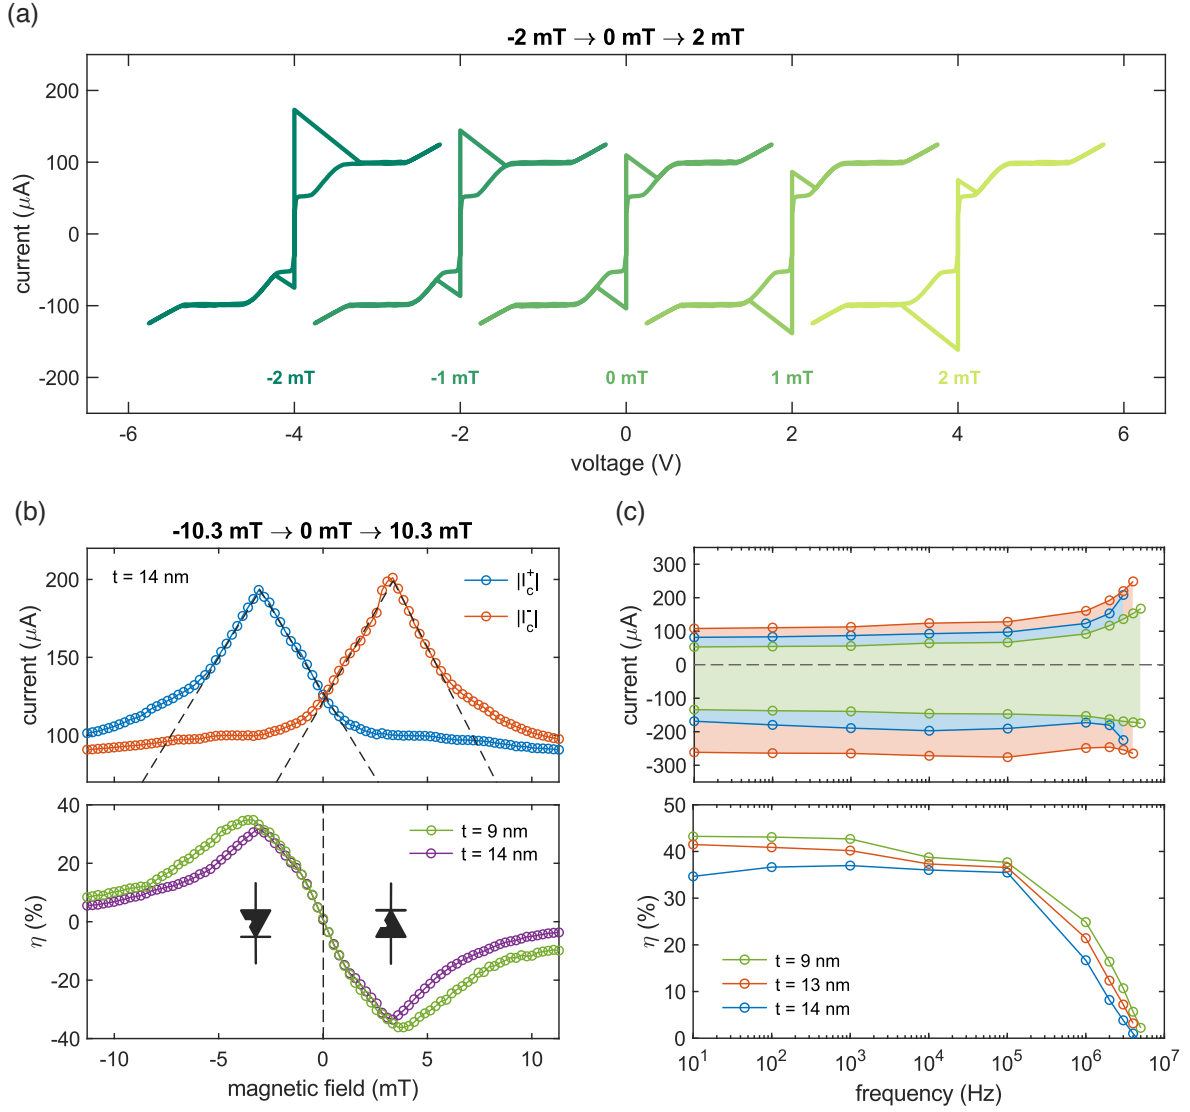 (a)
-2 mT → 0 mT → 2 mT
200
100
0
-100
-200
current (μA)
-2 mT
-1 mT
0 mT
1 mT
2 mT
-6
-4
-2
0
2
4
6
voltage (V)
(b)
-10.3 mT → 0 mT → 10.3 mT
t = 14 nm
|I_c^+|
|I_c^-|
200
150
100
current (μA)
40
20
0
-20
-40
η (%)
t = 9 nm
t = 14 nm
-10
-5
0
5
10
magnetic field (mT)
(c)
300
200
100
0
-100
-200
-300
current (μA)
50
40
30
20
10
0
η (%)
t = 9 nm
t = 13 nm
t = 14 nm
10^1
10^2
10^3
10^4
10^5
10^6
10^7
frequency (Hz)